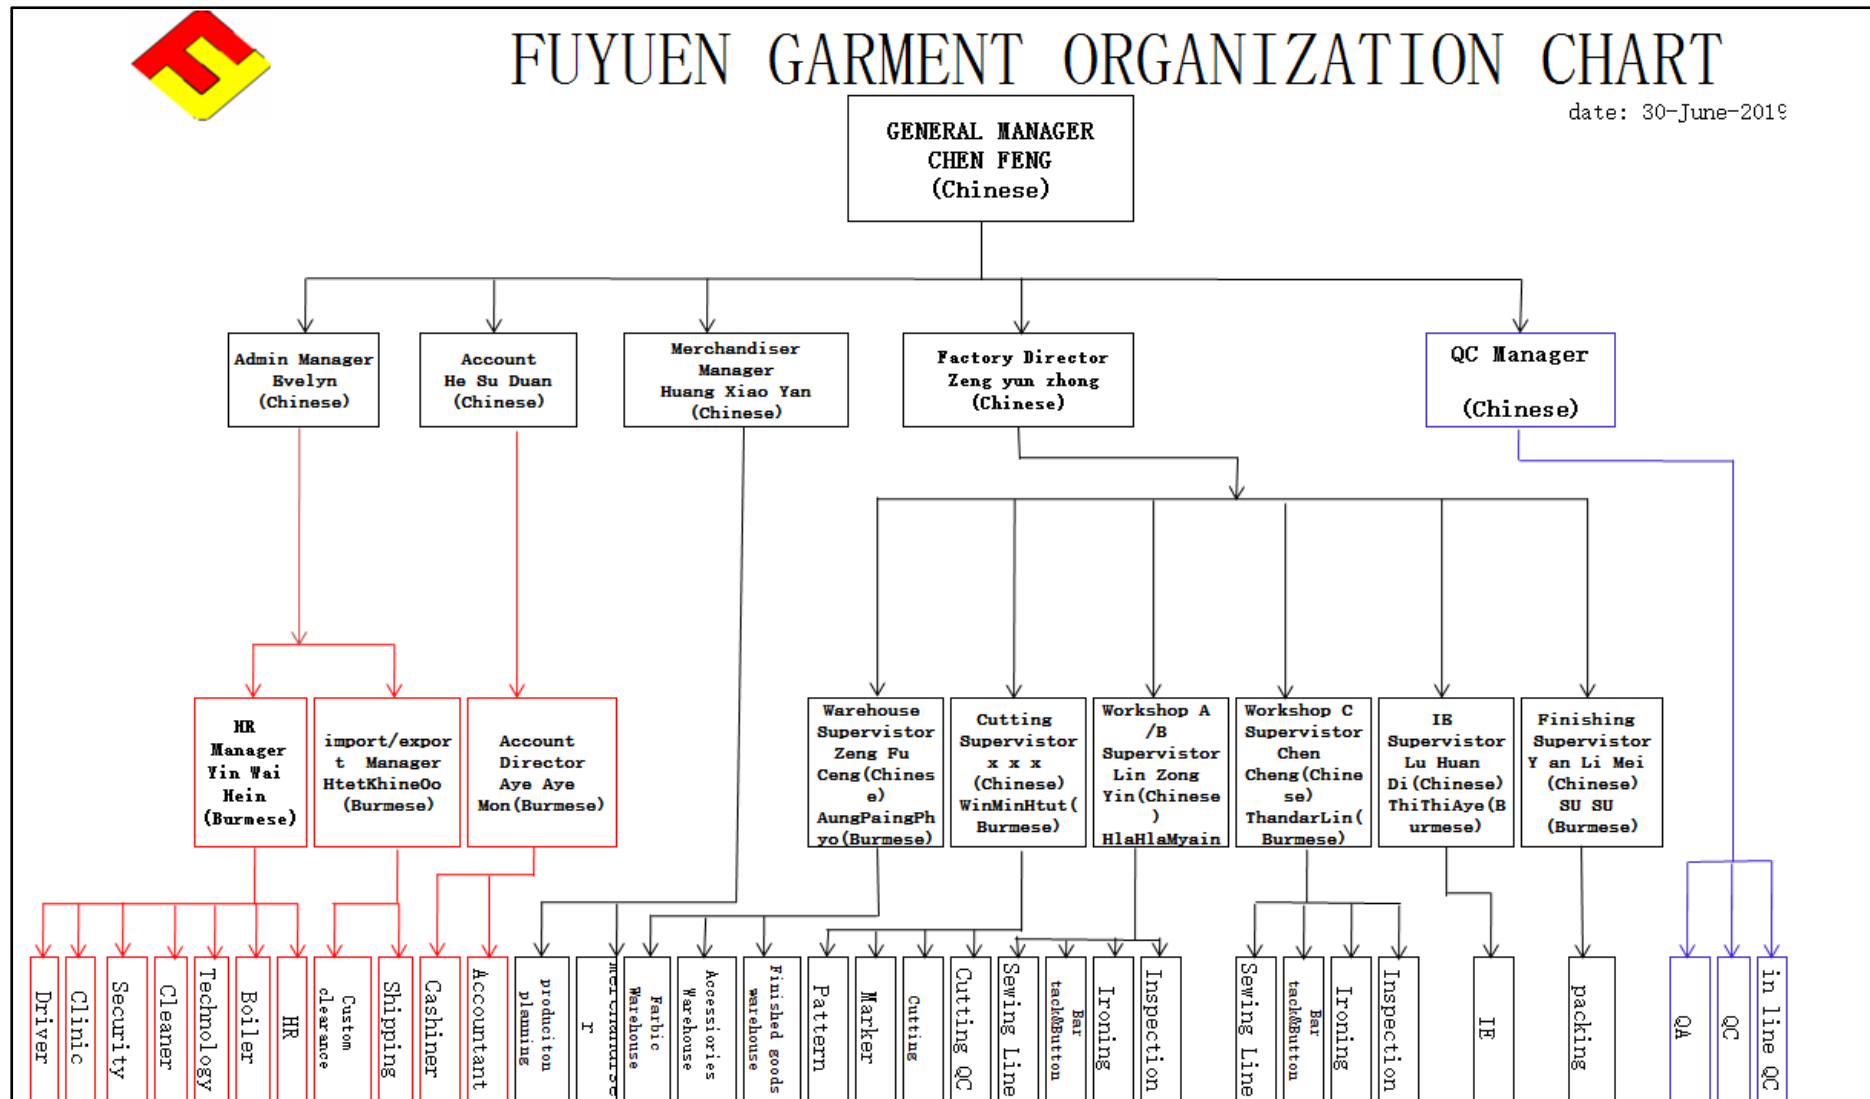 FUYUEN GARMENT ORGANIZATION CHART
date: 30-June-2019
GENERAL MANAGER
CHEN FENG
(Chinese)
Admin Manager
Evelyn
(Chinese)
Account
He Su Duan
(Chinese)
Merchandiser
Manager
Huang Xiao Yan
(Chinese)
Factory Director
Zeng yun zhong
(Chinese)
QC Manager
(Chinese)
HR
Manager
Yin Wai
Hein
(Burmese)
import/expor
t Manager
HtetKhineOo
(Burmese)
Account
Director
Aye Aye
Mon(Burmese)
Warehouse
Supervistor
Zeng Fu
Ceng(Chines
e)
AungPaingPh
yo(Burmese)
Cutting
Supervistor
x x x
(Chinese)
WinMinHtut(
Burmese)
Workshop A
/B
Supervistor
Lin Zong
Yin(Chinese
)
HlaHlaMyain
Workshop C
Supervistor
Chen
Cheng(Chine
se)
ThandarLin(
Burmese)
IE
Supervistor
Lu Huan
Di(Chinese)
ThiThiAye(B
urmese)
Finishing
Supervistor
Y an Li Mei
(Chinese)
SU SU
(Burmese)
Driver
Clinic
Security
Cleaner
Technology
Boiler
HR
Custom
clearance
Shipping
Cashiner
Accountant
produciton
planning
merchandise
r
Farbic
Warehouse
Accessiories
Warehouse
Finished goods
warehouse
Pattern
Marker
Cutting
Cutting QC
Sewing Line
Bar
tack&Button
Ironing
Inspection
Sewing Line
Bar
tack&Button
Ironing
Inspection
IE
packing
QA
QC
in line QC